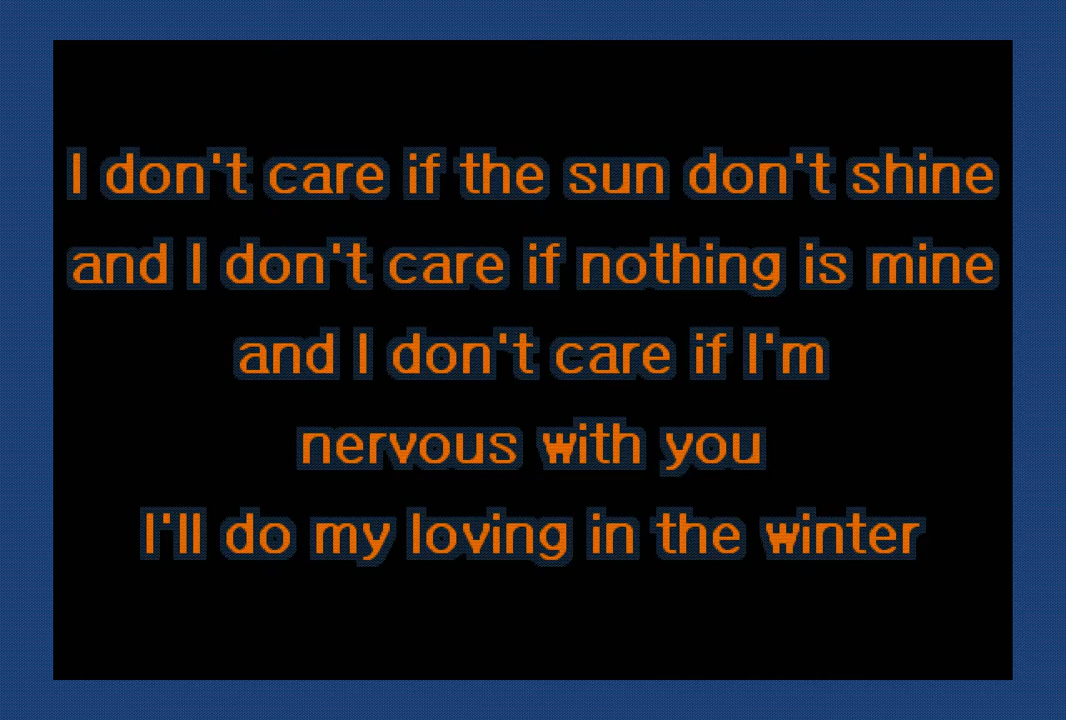 I don't care if the sun don't shine
and I don't care if nothing is mine
and I don't care if I'm
nervous with you
I'll do my loving in the winter